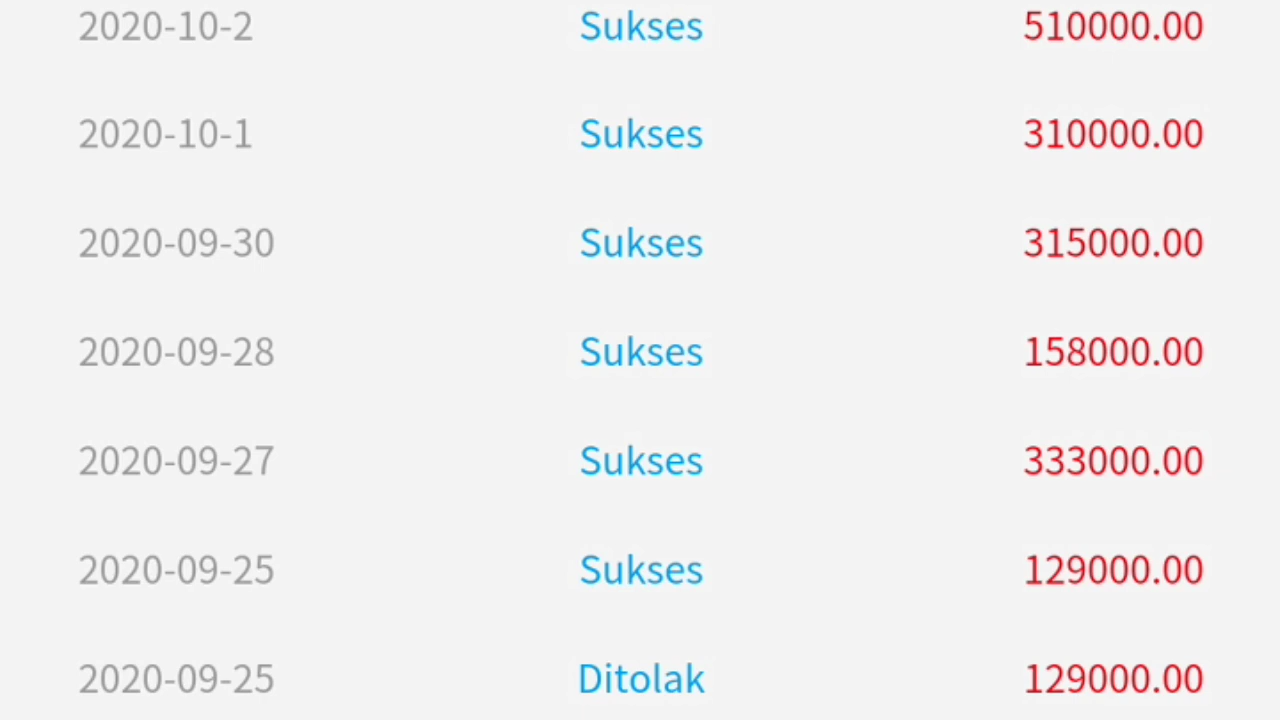 2020-10-2 Sukses 510000.00
2020-10-1 Sukses 310000.00
2020-09-30 Sukses 315000.00
2020-09-28 Sukses 158000.00
2020-09-27 Sukses 333000.00
2020-09-25 Sukses 129000.00
2020-09-25 Ditolak 129000.00